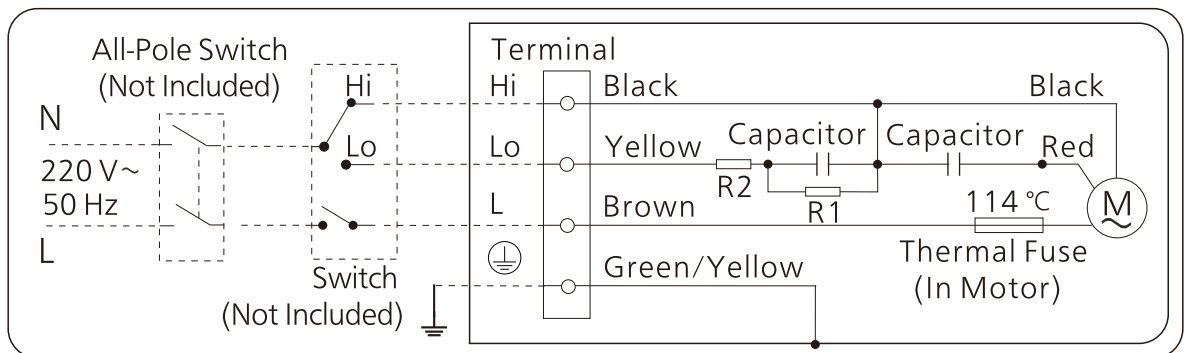 All-Pole Switch
(Not Included)
N
220 V~
50 Hz
L
Hi
Lo
Switch
(Not Included)
Terminal
Hi
Lo
L
Black
Black
Yellow
Capacitor
Capacitor
Red
R2
R1
Brown
114 ℃
M
~
Thermal Fuse
(In Motor)
Green/Yellow